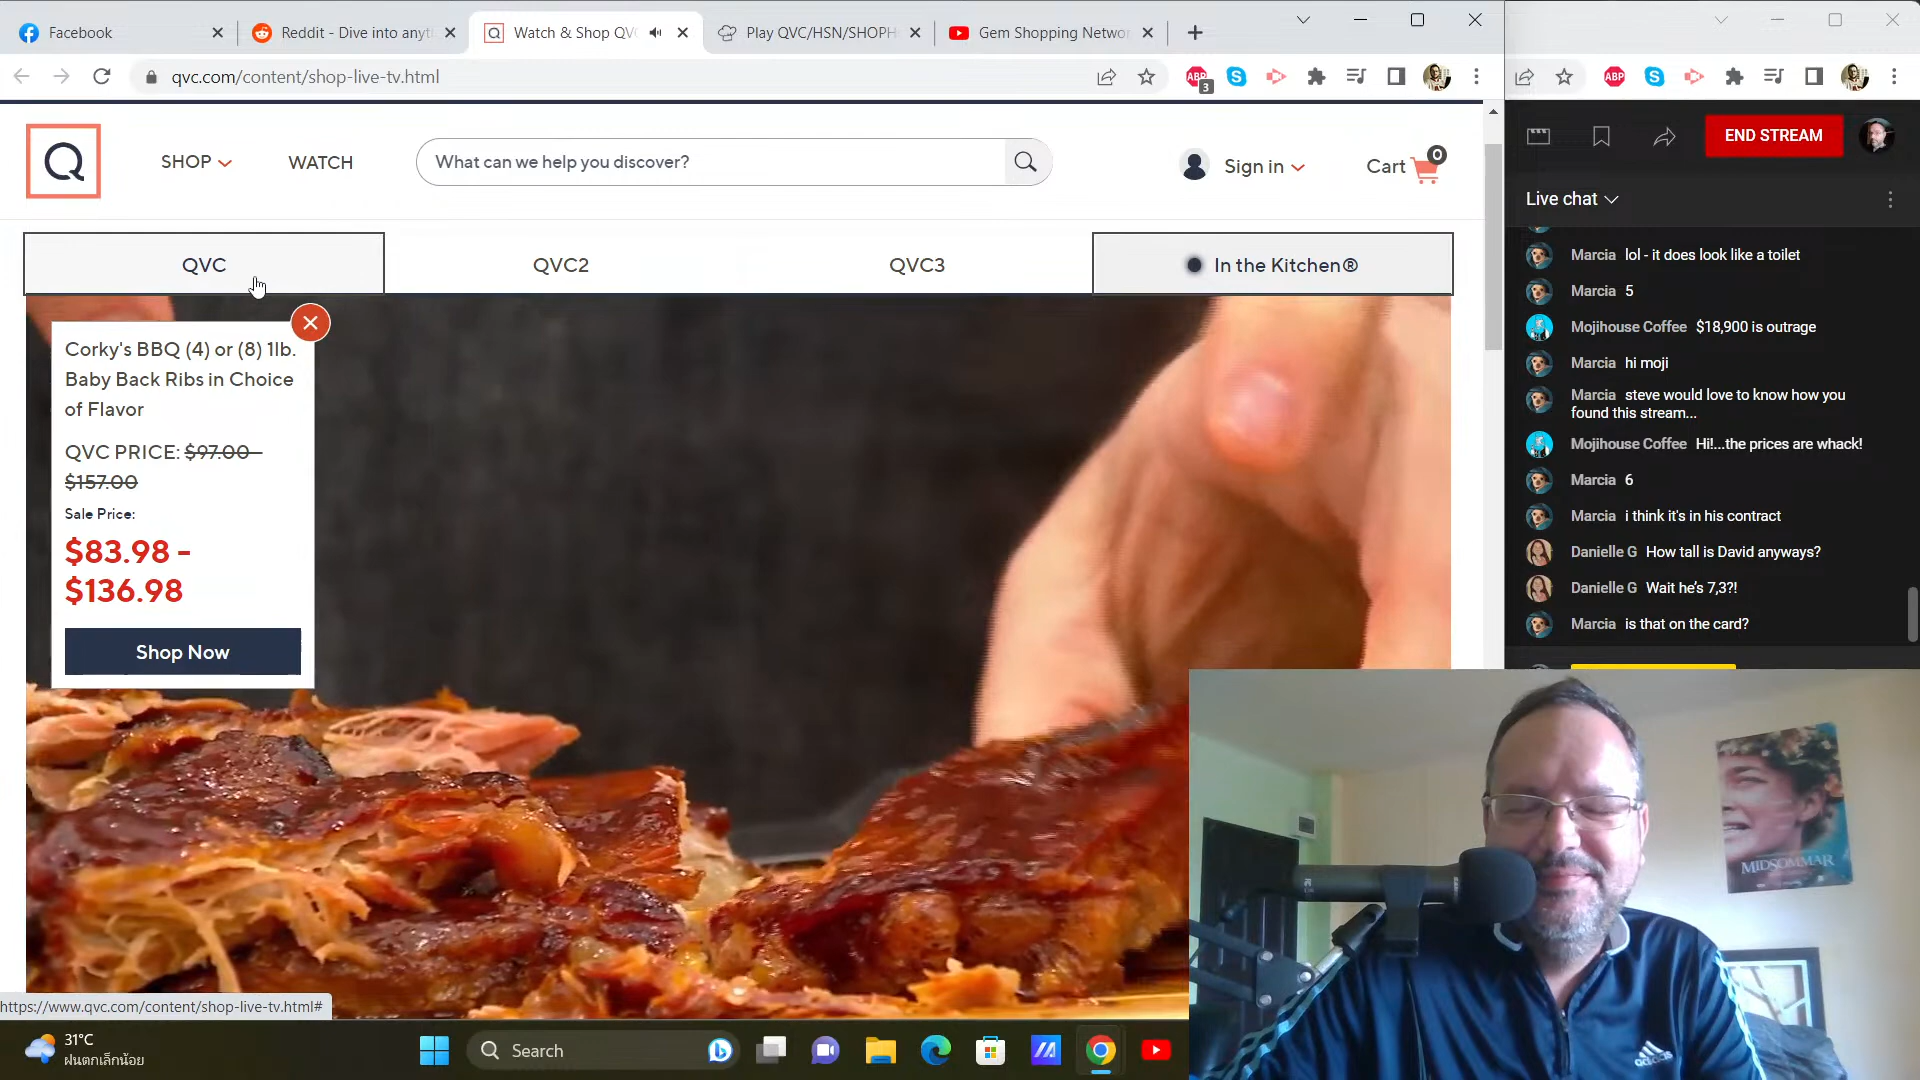 Facebook
Reddit - Dive into anyt
Watch & Shop QV
Play QVC/HSN/SHOPH
Gem Shopping Netwo
qvc.com/content/shop-live-tv.html
ABP
3
S
ABP
S
Q
SHOP
WATCH
What can we help you discover?
Sign in
Cart
0
END STREAM
Live chat
QVC
QVC2
QVC3
In the Kitchen®
Corky's BBQ (4) or (8) 1lb.
Baby Back Ribs in Choice
of Flavor
QVC PRICE: $97.00 -
$157.00
Sale Price:
$83.98 -
$136.98
Shop Now
Marcia lol - it does look like a toilet
Marcia 5
Mojihouse Coffee $18,900 is outrage
Marcia hi moji
Marcia steve would love to know how you
found this stream...
Mojihouse Coffee Hi!...the prices are whack!
Marcia 6
Marcia i think it's in his contract
Danielle G How tall is David anyways?
Danielle G Wait he's 7,3?!
Marcia is that on the card?
MIDSOMMAR
adidas
https://www.qvc.com/content/shop-live-tv.html#
31°C
ฝนตกเล็กน้อย
Search